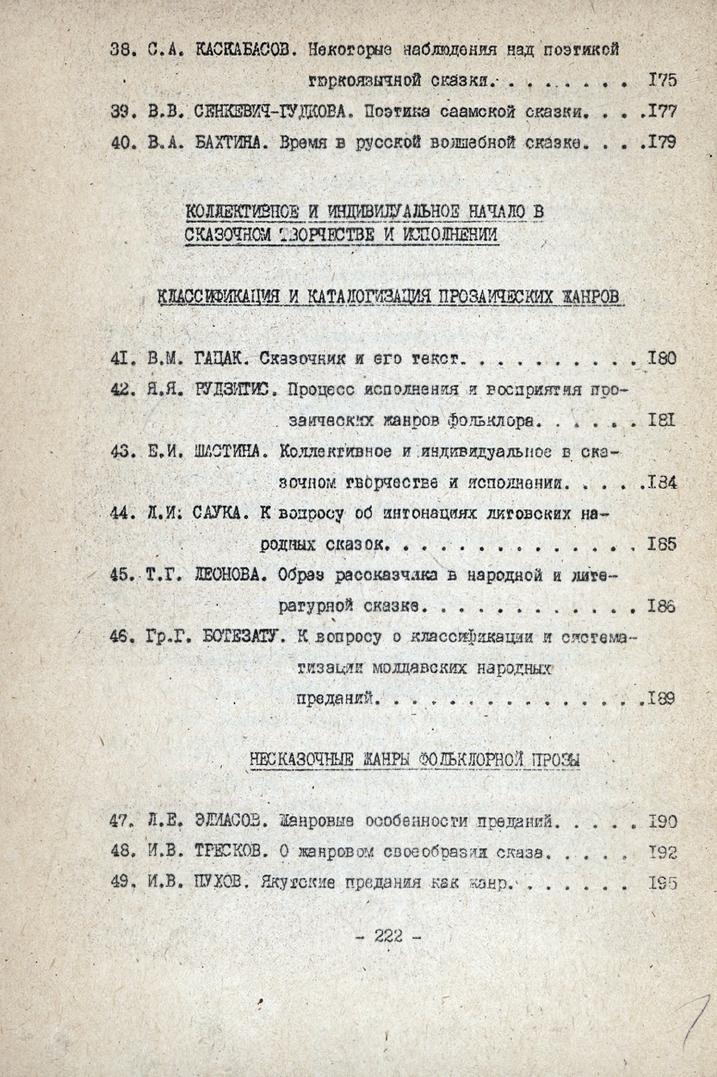 38. С.А. КАСКАБАСОВ. Некоторые наблюдения над поэтикой
тюркоязычной сказки. . . . . . . . 175
39. В.В. СЕНКЕВИЧ-ГУДКОВА. Поэтика саамской сказки. . . .177
40. В.А. БАХТИНА. Время в русской волшебной сказке. . . .179
КОЛЛЕКТИВНОЕ И ИНДИВИДУАЛЬНОЕ НАЧАЛО В
СКАЗОЧНОМ ТВОРЧЕСТВЕ И ИСПОЛНЕНИИ
КЛАССИФИКАЦИЯ И КАТАЛОГИЗАЦИЯ ПРОЗАИЧЕСКИХ ЖАНРОВ
41. В.М. ГАЦАК. Сказочник и его текст. . . . . . . . . . 180
42. Я.Я. РУДЗИТИС. Процесс исполнения и восприятия про-
заических жанров фольклора. . . . . . 181
43. Е.И. ШАСТИНА. Коллективное и индивидуальное в ска-
зочном творчестве и исполнении. . . . .184
44. Л.И. САУКА. К вопросу об интонациях литовских на-
родных сказок. . . . . . . . . . . . . . 185
45. Т.Г. ЛЕОНОВА. Образ рассказчика в народной и лите-
ратурной сказке. . . . . . . . . . . . 186
46. Гр.Г. БОТЕЗАТУ. К вопросу о классификации и система-
тизации молдавских народных
преданий. . . . . . . . . . . . . . . .189
НЕСКАЗОЧНЫЕ ЖАНРЫ ФОЛЬКЛОРНОЙ ПРОЗЫ
47. Л.Е. ЭЛИАСОВ. Жанровые особенности преданий. . . . . 190
48. И.В. ТРЕСКОВ. О жанровом своеобразии сказа. . . . . 192
49. И.В. ПУХОВ. Якутские предания как жанр. . . . . . . 195
- 222 -